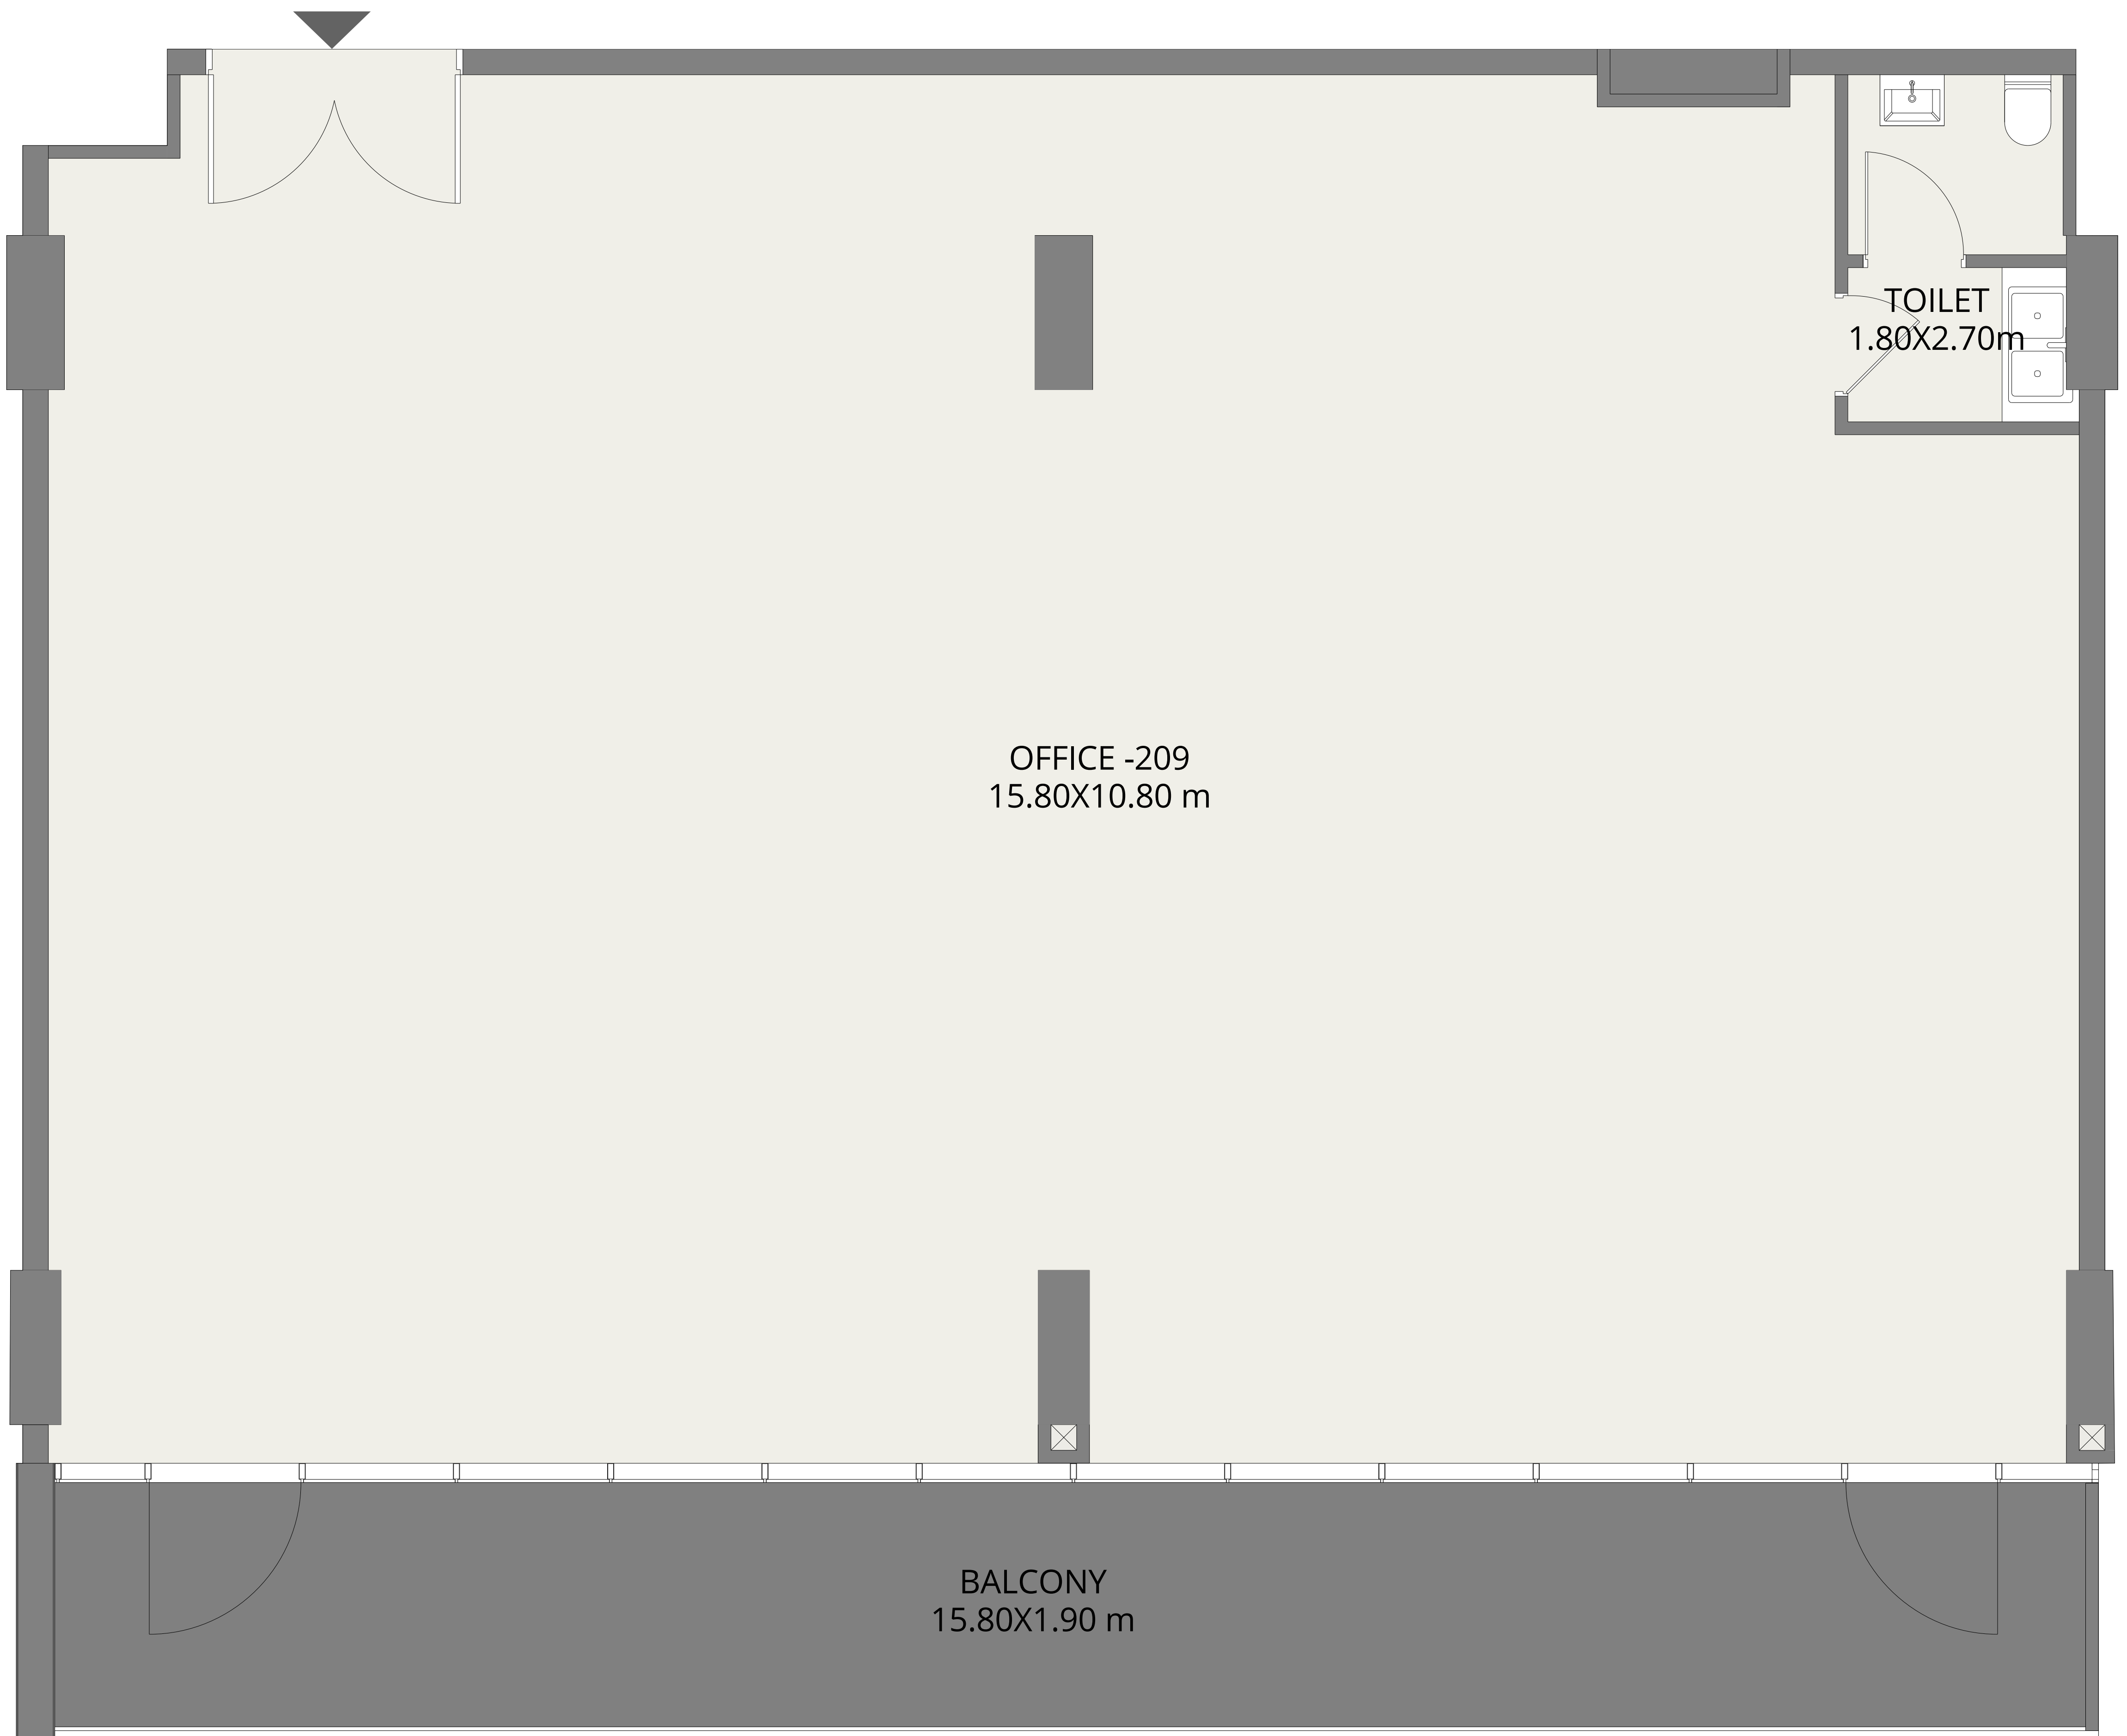 TOILET
1.80X2.70m
OFFICE -209
15.80X10.80 m
BALCONY
15.80X1.90 m